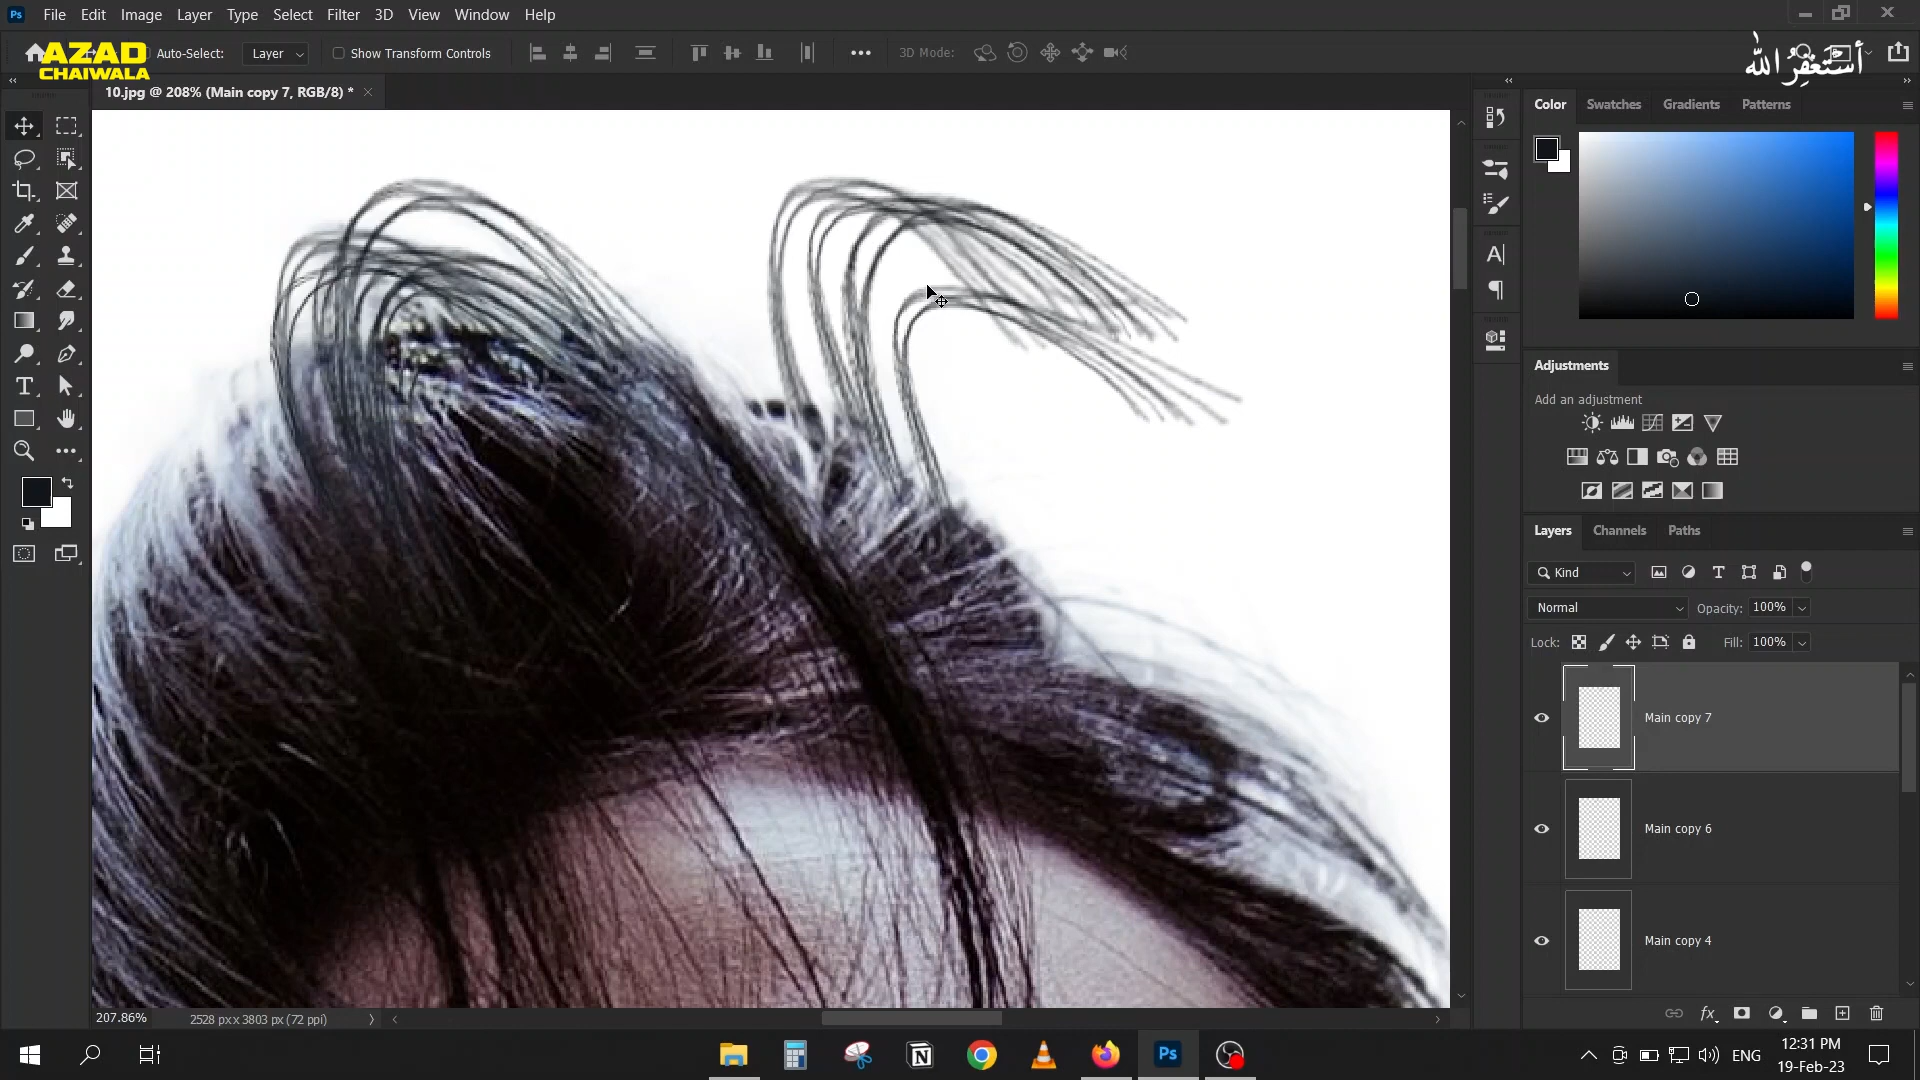 File Edit Image Layer Type Select Filter 3D View Window Help
AZAD
CHAIWALA
Auto-Select: Layer Show Transform Controls 3D Mode:
أستغفر الله
10.jpg @ 208% (Main copy 7, RGB/8) *
Color Swatches Gradients Patterns
Adjustments
Add an adjustment
Layers Channels Paths
Kind
Normal Opacity: 100%
Lock: Fill: 100%
Main copy 7
Main copy 6
Main copy 4
207.86% 2528 px x 3803 px (72 ppi)
ENG 12:31 PM
19-Feb-23